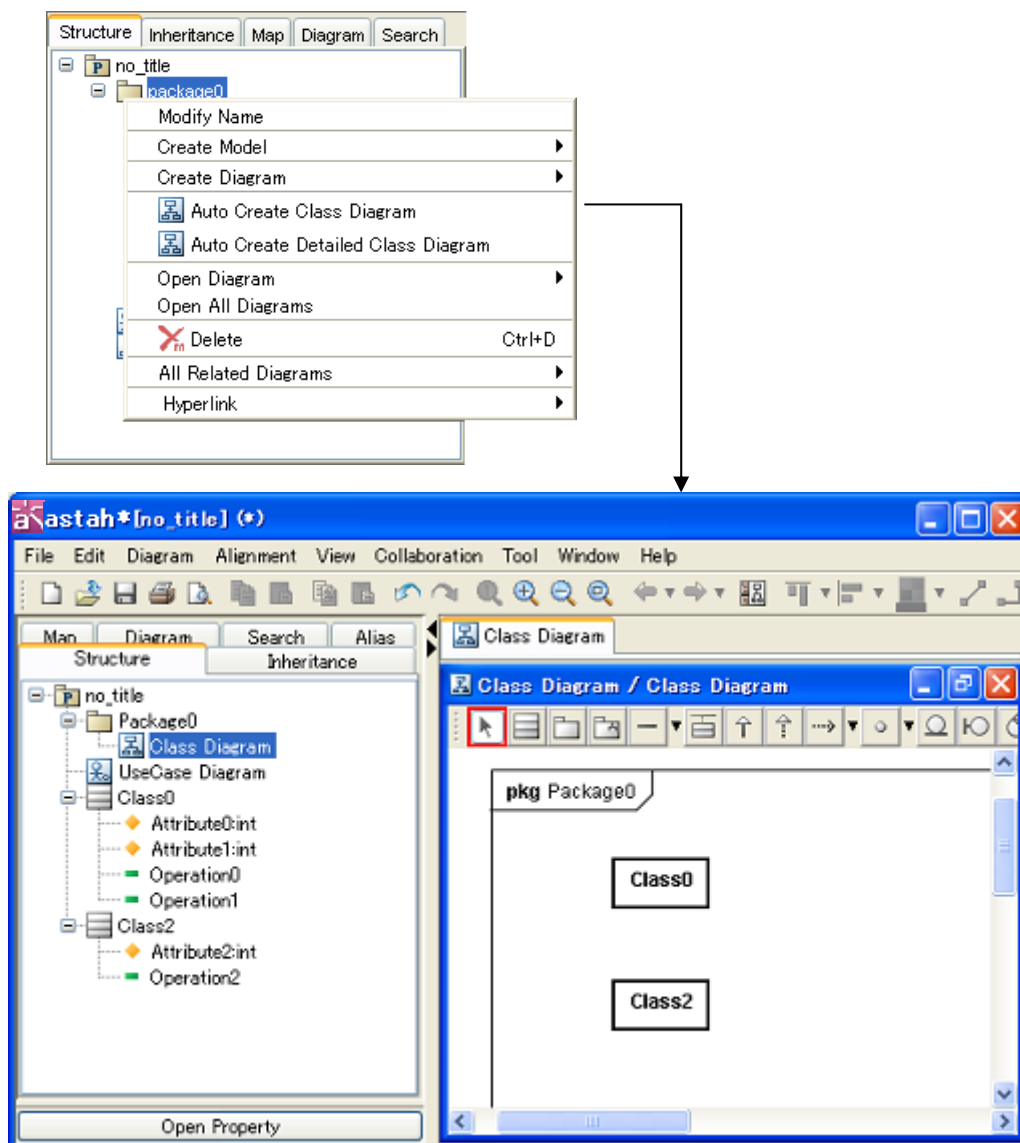 Structure Inheritance Map Diagram Search
no_title
package0
Modify Name
Create Model
Create Diagram
Auto Create Class Diagram
Auto Create Detailed Class Diagram
Open Diagram
Open All Diagrams
Delete Ctrl+D
All Related Diagrams
Hyperlink
astah*[no_title] (*)
File Edit Diagram Alignment View Collaboration Tool Window Help
Map Diagram Search Alias
Structure Inheritance
Class Diagram
Class Diagram / Class Diagram
no_title
Package0
Class Diagram
UseCase Diagram
Class0
Attribute0:int
Attribute1:int
Operation0
Operation1
Class2
Attribute2:int
Operation2
pkg Package0
Class0
Class2
Open Property